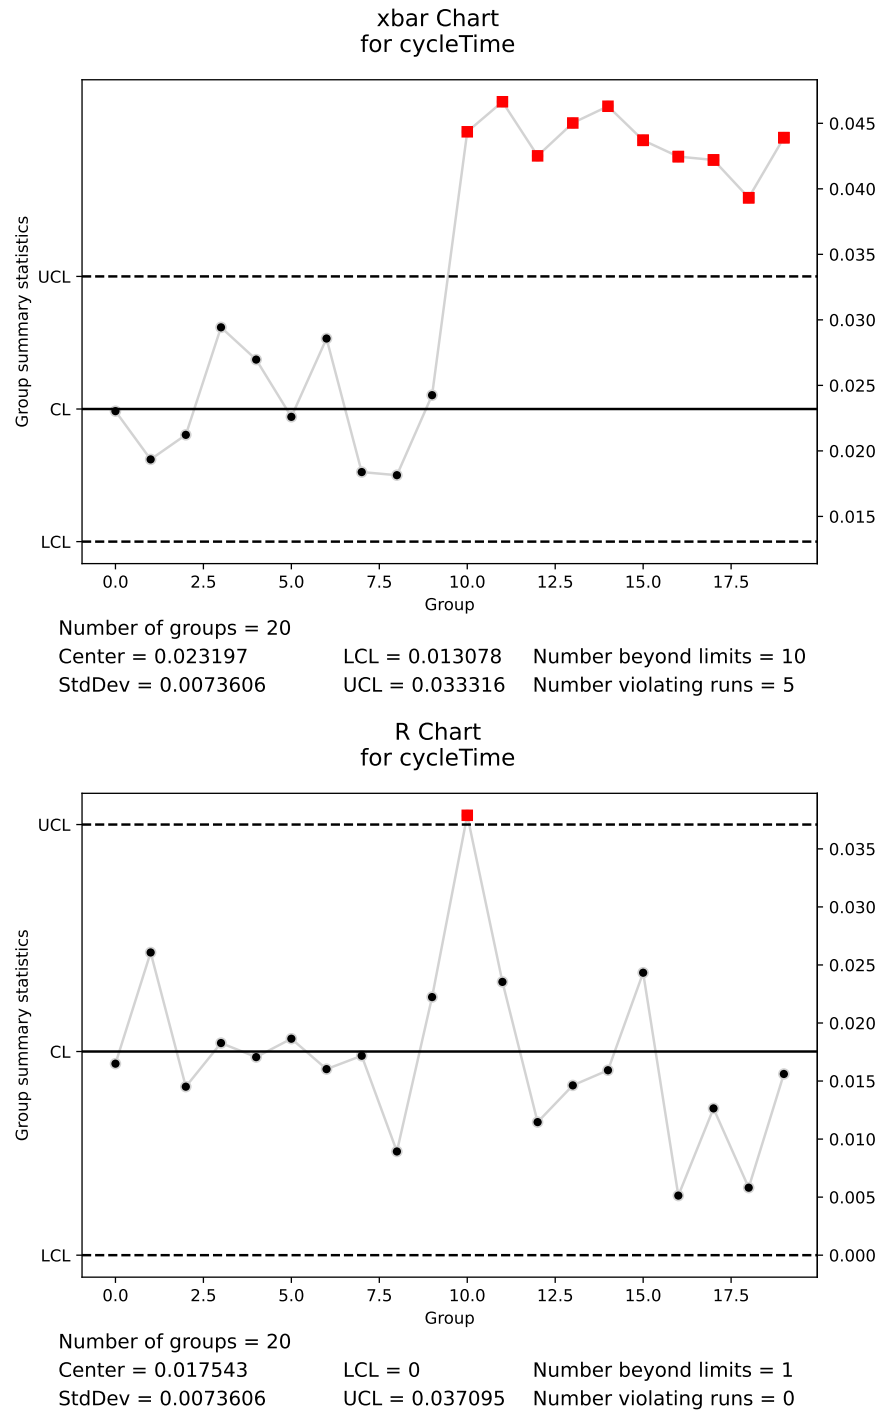 xbar Chart
for cycleTime
Group summary statistics
UCL
CL
LCL
0.045
0.040
0.035
0.030
0.025
0.020
0.015
0.0 2.5 5.0 7.5 10.0 12.5 15.0 17.5
Group
Number of groups = 20
Center = 0.023197 LCL = 0.013078 Number beyond limits = 10
StdDev = 0.0073606 UCL = 0.033316 Number violating runs = 5
R Chart
for cycleTime
Group summary statistics
UCL
CL
LCL
0.035
0.030
0.025
0.020
0.015
0.010
0.005
0.000
0.0 2.5 5.0 7.5 10.0 12.5 15.0 17.5
Group
Number of groups = 20
Center = 0.017543 LCL = 0 Number beyond limits = 1
StdDev = 0.0073606 UCL = 0.037095 Number violating runs = 0